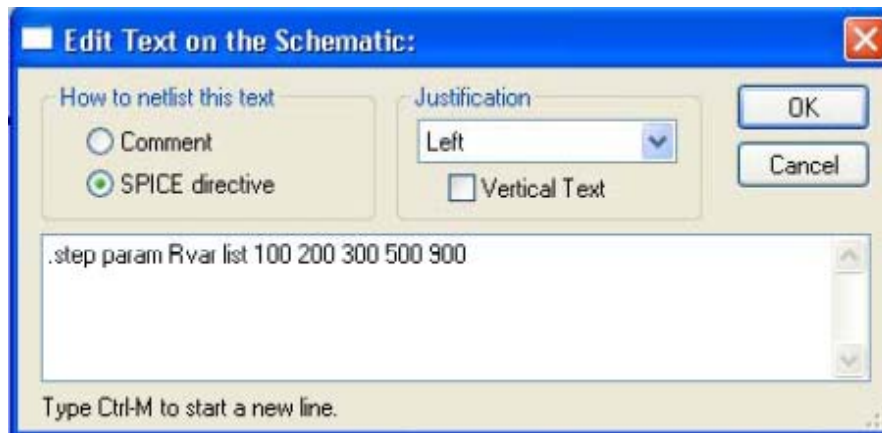 Edit Text on the Schematic:
How to netlist this text
Comment
SPICE directive
Justification
Left
Vertical Text
OK
Cancel
.step param Rvar list 100 200 300 500 900
Type Ctrl-M to start a new line.